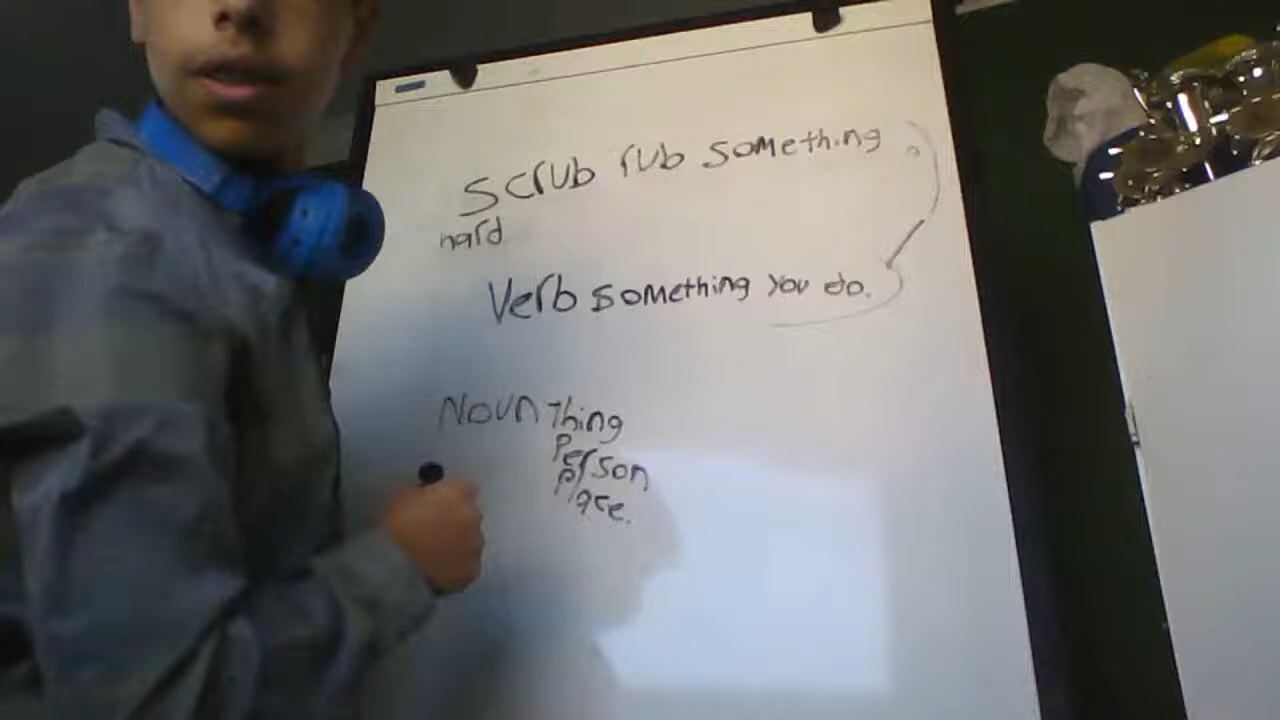 Scrub rub something.
hard
Verb something you do.
Noun Thing
Person
Place.